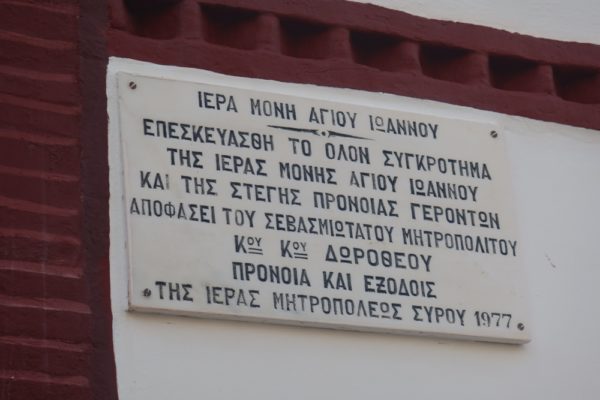 ΙΕΡΑ ΜΟΝΗ ΑΓΙΟΥ ΙΩΑΝΝΟΥ
ΕΠΕΣΚΕΥΑΣΘΗ ΤΟ ΟΛΟΝ ΣΥΓΚΡΟΤΗΜΑ
ΤΗΣ ΙΕΡΑΣ ΜΟΝΗΣ ΑΓΙΟΥ ΙΩΑΝΝΟΥ
ΚΑΙ ΤΗΣ ΣΤΕΓΗΣ ΠΡΟΝΟΙΑΣ ΓΕΡΟΝΤΩΝ
ΑΠΟΦΑΣΕΙ ΤΟΥ ΣΕΒΑΣΜΙΩΤΑΤΟΥ ΜΗΤΡΟΠΟΛΙΤΟΥ
Κου Κου ΔΩΡΟΘΕΟΥ
ΠΡΟΝΟΙΑ ΚΑΙ ΕΞΟΔΟΙΣ
ΤΗΣ ΙΕΡΑΣ ΜΗΤΡΟΠΟΛΕΩΣ ΣΥΡΟΥ 1977